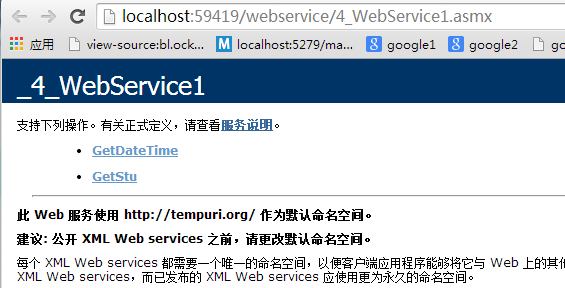 localhost:59419/webservice/4_WebService1.asmx
应用 view-source:bl.ock... localhost:5279/ma... google1 google2 go
_4_WebService1
支持下列操作。有关正式定义，请查看服务说明。
GetDateTime
GetStu
此 Web 服务使用 http://tempuri.org/ 作为默认命名空间。
建议: 公开 XML Web services 之前，请更改默认命名空间。
每个 XML Web services 都需要一个唯一的命名空间，以便客户端应用程序能够将它与 Web 上的其
XML Web services，而已发布的 XML Web services 应使用更为永久的命名空间。